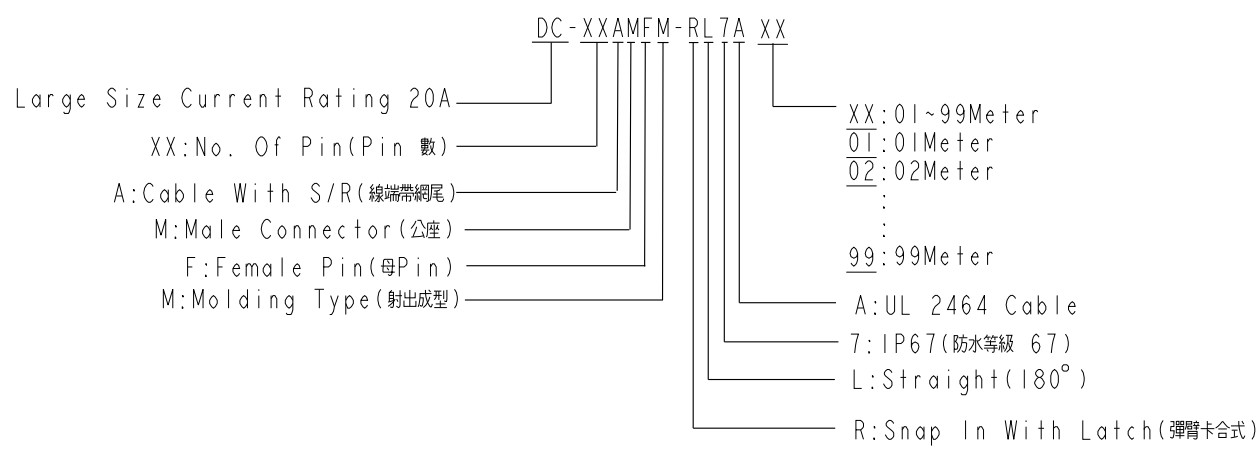 DC-XXAMFM-RL7A XX
Large Size Current Rating 20A
XX:No. Of Pin(Pin 數)
A:Cable With S/R(線端帶網尾)
M:Male Connector(公座)
F:Female Pin(母Pin)
M:Molding Type(射出成型)
XX:01~99Meter
01:01Meter
02:02Meter
:
:
99:99Meter
A:UL 2464 Cable
7:IP67(防水等級 67)
L:Straight(180°)
R:Snap In With Latch(彈臂卡合式)